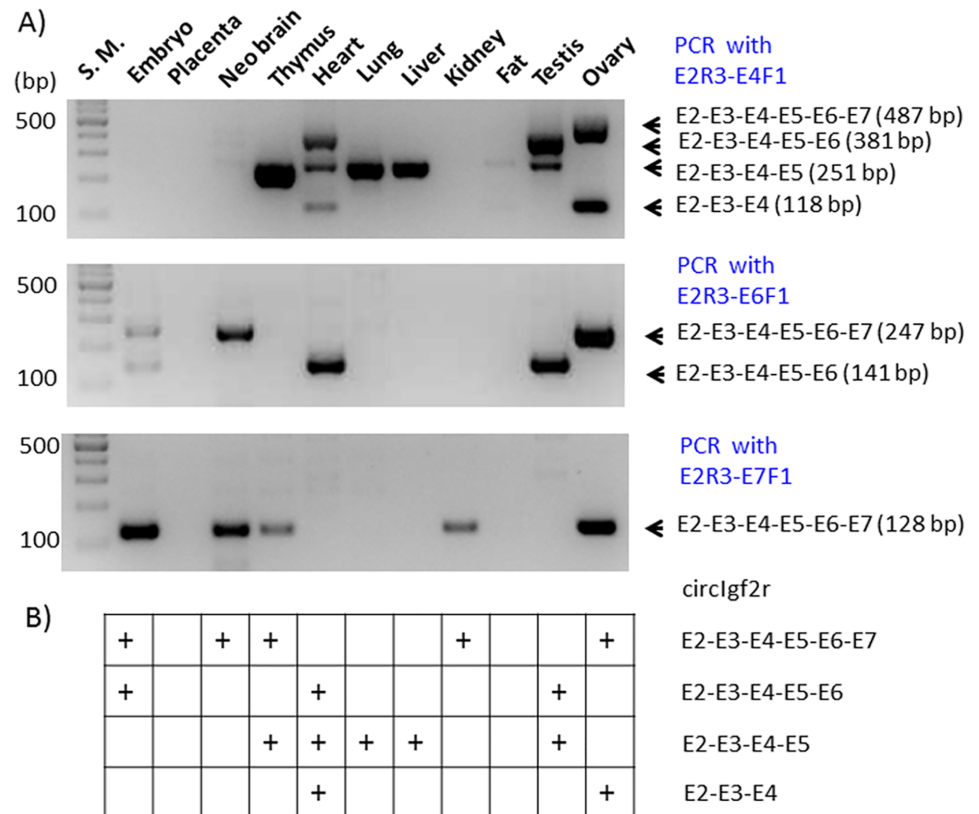 A)
S. M.
Embryo
Placenta
Neo brain
Thymus
Heart
Lung
Liver
Kidney
Fat
Testis
Ovary
(bp)
PCR with
E2R3-E4F1
500
100
E2-E3-E4-E5-E6-E7 (487 bp)
E2-E3-E4-E5-E6 (381 bp)
E2-E3-E4-E5 (251 bp)
E2-E3-E4 (118 bp)
PCR with
E2R3-E6F1
500
100
E2-E3-E4-E5-E6-E7 (247 bp)
E2-E3-E4-E5-E6 (141 bp)
PCR with
E2R3-E7F1
500
100
E2-E3-E4-E5-E6-E7 (128 bp)
circIgf2r
B)
+ + + + + E2-E3-E4-E5-E6-E7
+ + + E2-E3-E4-E5-E6
+ + + + + E2-E3-E4-E5
+ + E2-E3-E4